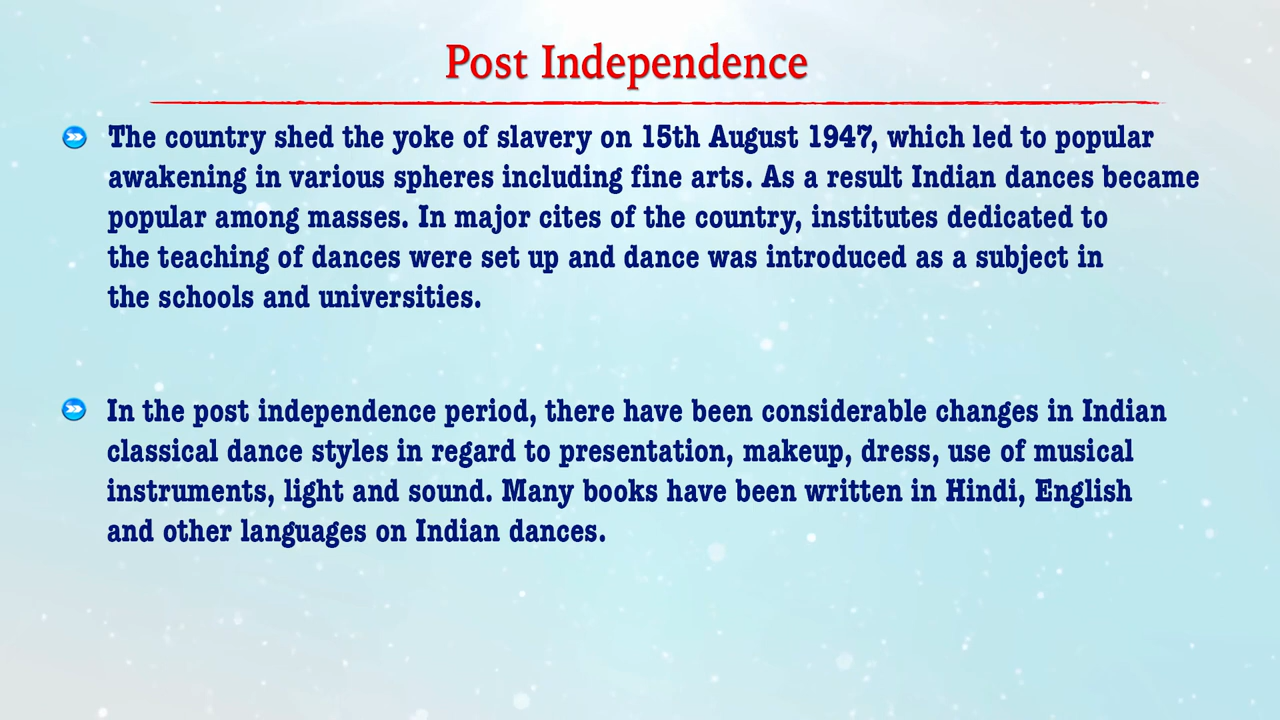 Post Independence
The country shed the yoke of slavery on 15th August 1947, which led to popular
awakening in various spheres including fine arts. As a result Indian dances became
popular among masses. In major cites of the country, institutes dedicated to
the teaching of dances were set up and dance was introduced as a subject in
the schools and universities.
In the post independence period, there have been considerable changes in Indian
classical dance styles in regard to presentation, makeup, dress, use of musical
instruments, light and sound. Many books have been written in Hindi, English
and other languages on Indian dances.